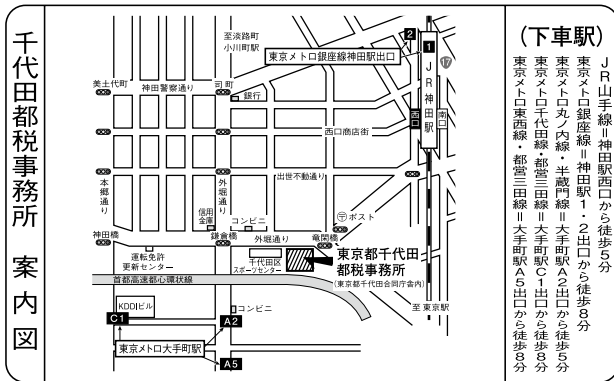 千代田都税事務所 案内図
(下車駅)
JR山手線＝神田駅西口から徒歩5分
東京メトロ銀座線＝神田駅1・2出口から徒歩8分
東京メトロ丸ノ内線・半蔵門線＝大手町駅A2出口から徒歩5分
東京メトロ千代田線・都営三田線＝大手町駅C1出口から徒歩8分
東京メトロ東西線・都営三田線＝大手町駅A5出口から徒歩8分
至淡路町
小川町駅
2
1
17
東京メトロ銀座線神田駅出口
JR神田駅
西口
南口
美土代町
神田警察通り
司町
銀行
西口商店街
本郷通り
外堀通り
出世不動通り
信用金庫
コンビニ
〒ポスト
神田橋
鎌倉橋
外堀通り
竜閑橋
運転免許
更新センター
千代田区
スポーツセンター
東京都千代田
都税事務所
(東京都千代田合同庁舎内)
首都高速都心環状線
至東京駅
KDDIビル
コンビニ
C1
A2
東京メトロ大手町駅
A5